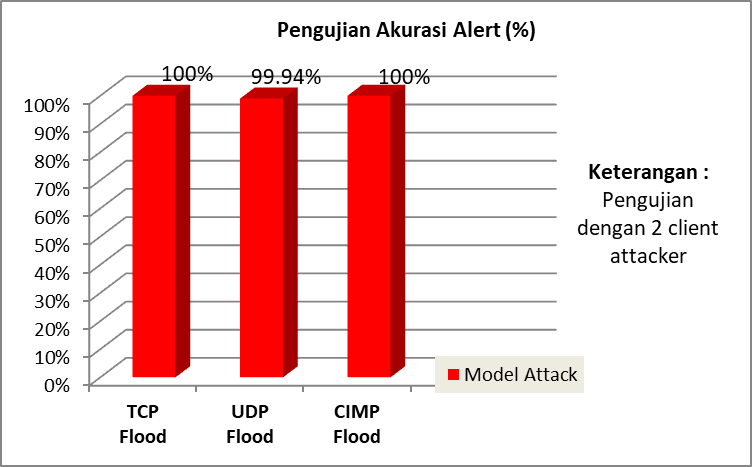 Pengujian Akurasi Alert (%)
100%
99.94%
100%
100%
90%
80%
70%
60%
50%
40%
30%
20%
10%
0%
TCP
Flood
UDP
Flood
CIMP
Flood
Keterangan :
Pengujian
dengan 2 client
attacker
Model Attack